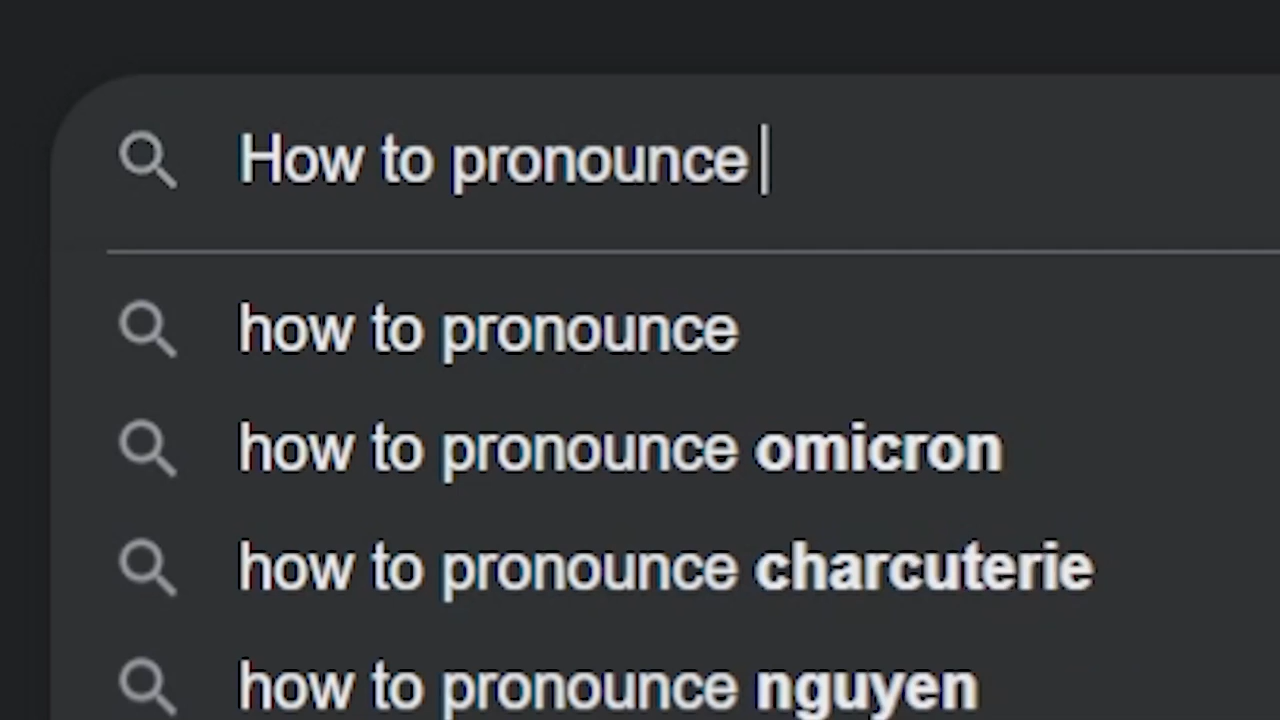 How to pronounce
how to pronounce
how to pronounce omicron
how to pronounce charcuterie
how to pronounce nguyen